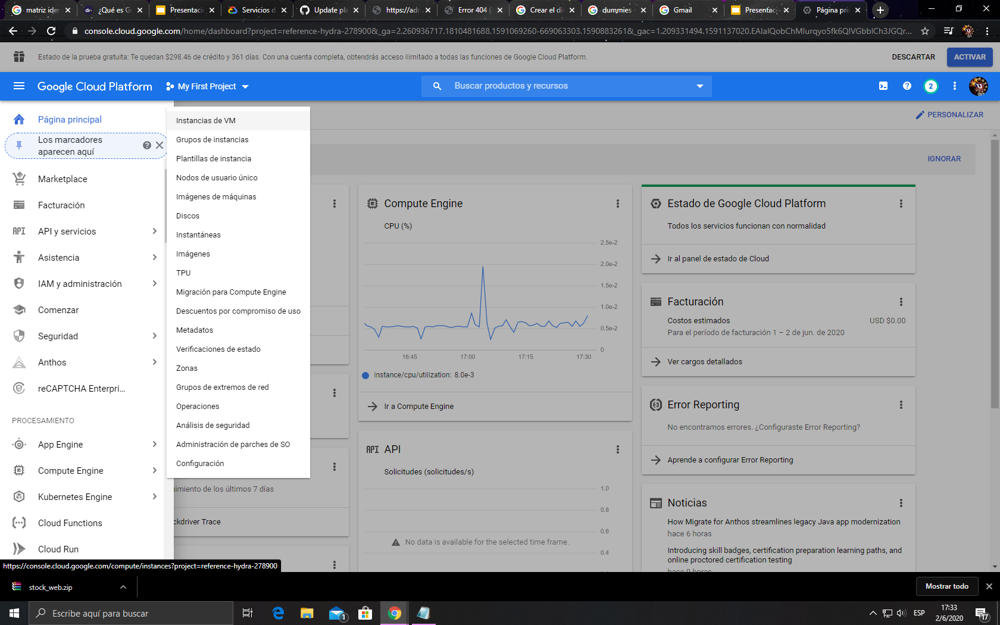 matriz ider
¿Qué es Ge
Presentaci
Servicios d
Update pla
https://adr
Error 404 (
Crear el di
dummies -
Gmail
Presentaci
Página prin
console.cloud.google.com/home/dashboard?project=reference-hydra-278900&_ga=2.260936717.1810481688.1591069260-669063303.1590883261&_gac=1.209331494.1591137020.EAIaIQobChMIurqyo5fk6QIVGbbICh3JGQr...
Estado de la prueba gratuita: Te quedan $298.46 de crédito y 361 días. Con una cuenta completa, obtendrás acceso ilimitado a todas las funciones de Google Cloud Platform.
DESCARTAR
ACTIVAR
Google Cloud Platform
My First Project
Buscar productos y recursos
2
PERSONALIZAR
IGNORAR
Página principal
Los marcadores
aparecen aquí
Marketplace
Facturación
API API y servicios
Asistencia
IAM y administración
Comenzar
Seguridad
Anthos
reCAPTCHA Enterpri...
PROCESAMIENTO
App Engine
Compute Engine
Kubernetes Engine
Cloud Functions
Cloud Run
Instancias de VM
Grupos de instancias
Plantillas de instancia
Nodos de usuario único
Imágenes de máquinas
Discos
Instantáneas
Imágenes
TPU
Migración para Compute Engine
Descuentos por compromiso de uso
Metadatos
Verificaciones de estado
Zonas
Grupos de extremos de red
Operaciones
Análisis de seguridad
Administración de parches de SO
Configuración
uimiento de los últimos 7 días
ckdriver Trace
Compute Engine
CPU (%)
2.5e-2
2.0e-2
1.5e-2
1.0e-2
0.5e-2
0
16:45
17:00
17:15
17:30
instance/cpu/utilization: 8.0e-3
Ir a Compute Engine
API API
Solicitudes (solicitudes/s)
1.0
0.8
0.6
No data is available for the selected time frame.
0.4
Estado de Google Cloud Platform
Todos los servicios funcionan con normalidad
Ir al panel de estado de Cloud
Facturación
Costos estimados
USD $0.00
Para el período de facturación 1 – 2 de jun. de 2020
Ver cargos detallados
Error Reporting
No encontramos errores. ¿Configuraste Error Reporting?
Aprende a configurar Error Reporting
Noticias
How Migrate for Anthos streamlines legacy Java app modernization
hace 6 horas
Introducing skill badges, certification preparation learning paths, and
online proctored certification testing
hace 9 horas
https://console.cloud.google.com/compute/instances?project=reference-hydra-278900
stock_web.zip
Mostrar todo
Escribe aquí para buscar
1
ESP
17:33
2/6/2020
17